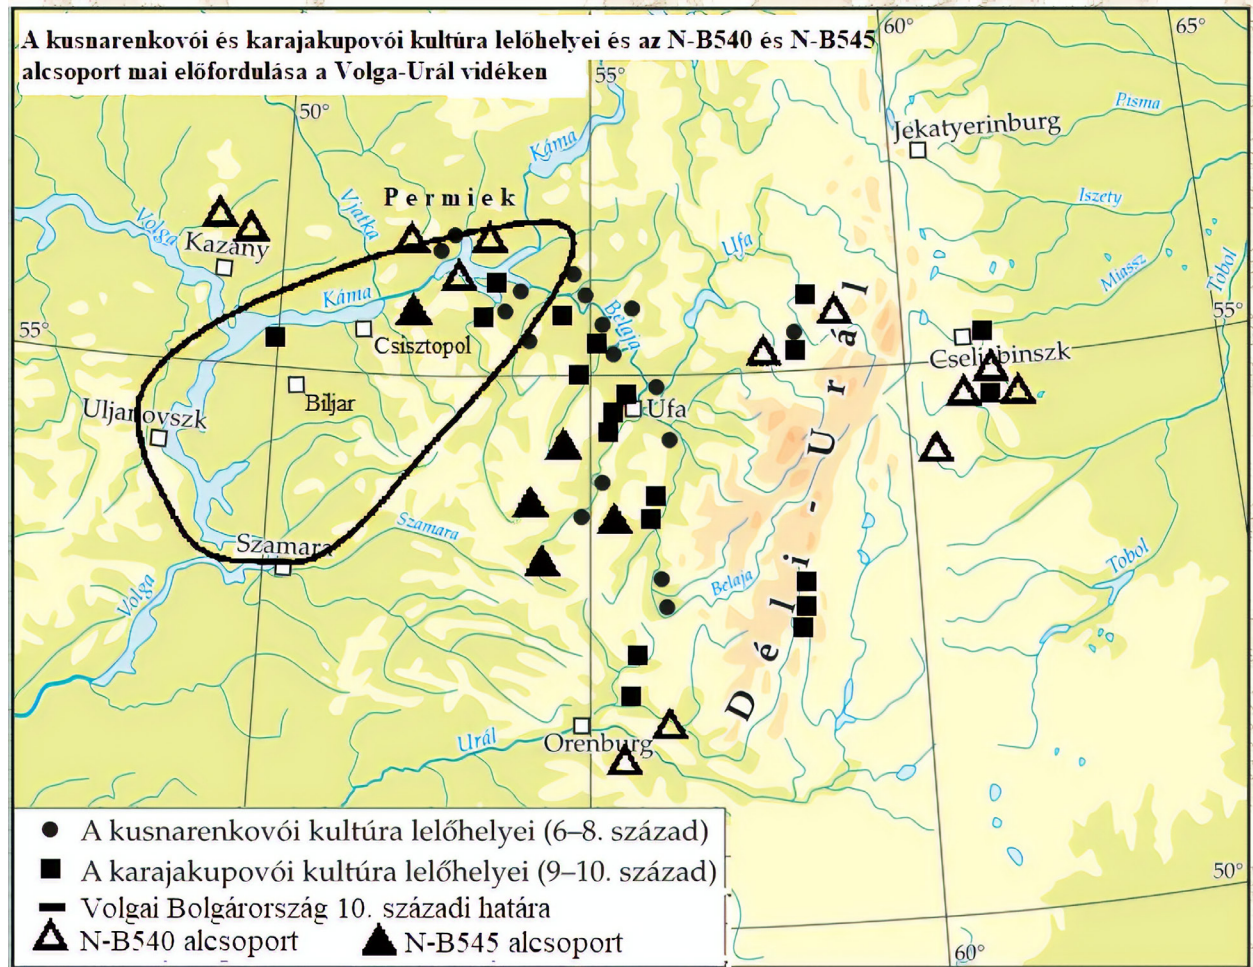 A kusnarenkovói és karajakupovói kultúra lelőhelyei és az N-B540 és N-B545
alcsoport mai előfordulása a Volga-Urál vidéken
60°
65°
55°
50°
Jekatyerinburg
Pisma
Káma
Permiek
Vjatka
Volga
Kazány
Iszety
Ufa
Miassz
Tobol
Káma
Belaja
55°
55°
Csisztopol
Cseljabinszk
Biljar
Uljanovszk
Ufa
Déli-Urál
Szamara
Szamara
Volga
Belaja
Tobol
Urál
Orenburg
A kusnarenkovói kultúra lelőhelyei (6–8. század)
A karajakupovói kultúra lelőhelyei (9–10. század)
Volgai Bolgárország 10. századi határa
N-B540 alcsoport
N-B545 alcsoport
50°
60°